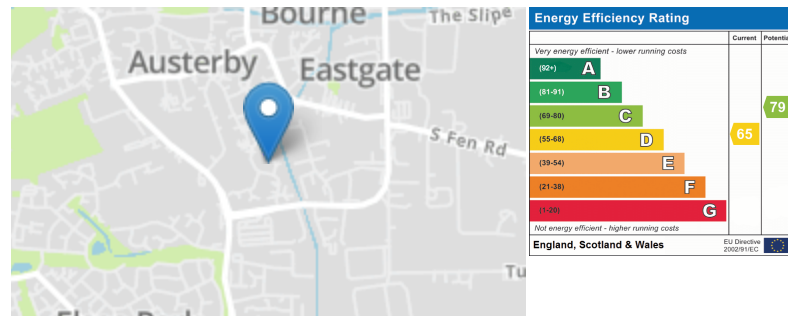 Bourne
The Slipe
Austerby
Eastgate
S Fen Rd
Energy Efficiency Rating
Current
Very energy efficient - lower running costs
(92+) A
(81-91) B
(69-80) C
(55-68) D
(39-54) E
(21-38) F
(1-20) G
65
79
Not energy efficient - higher running costs
England, Scotland & Wales
EU Directive
2002/91/EC